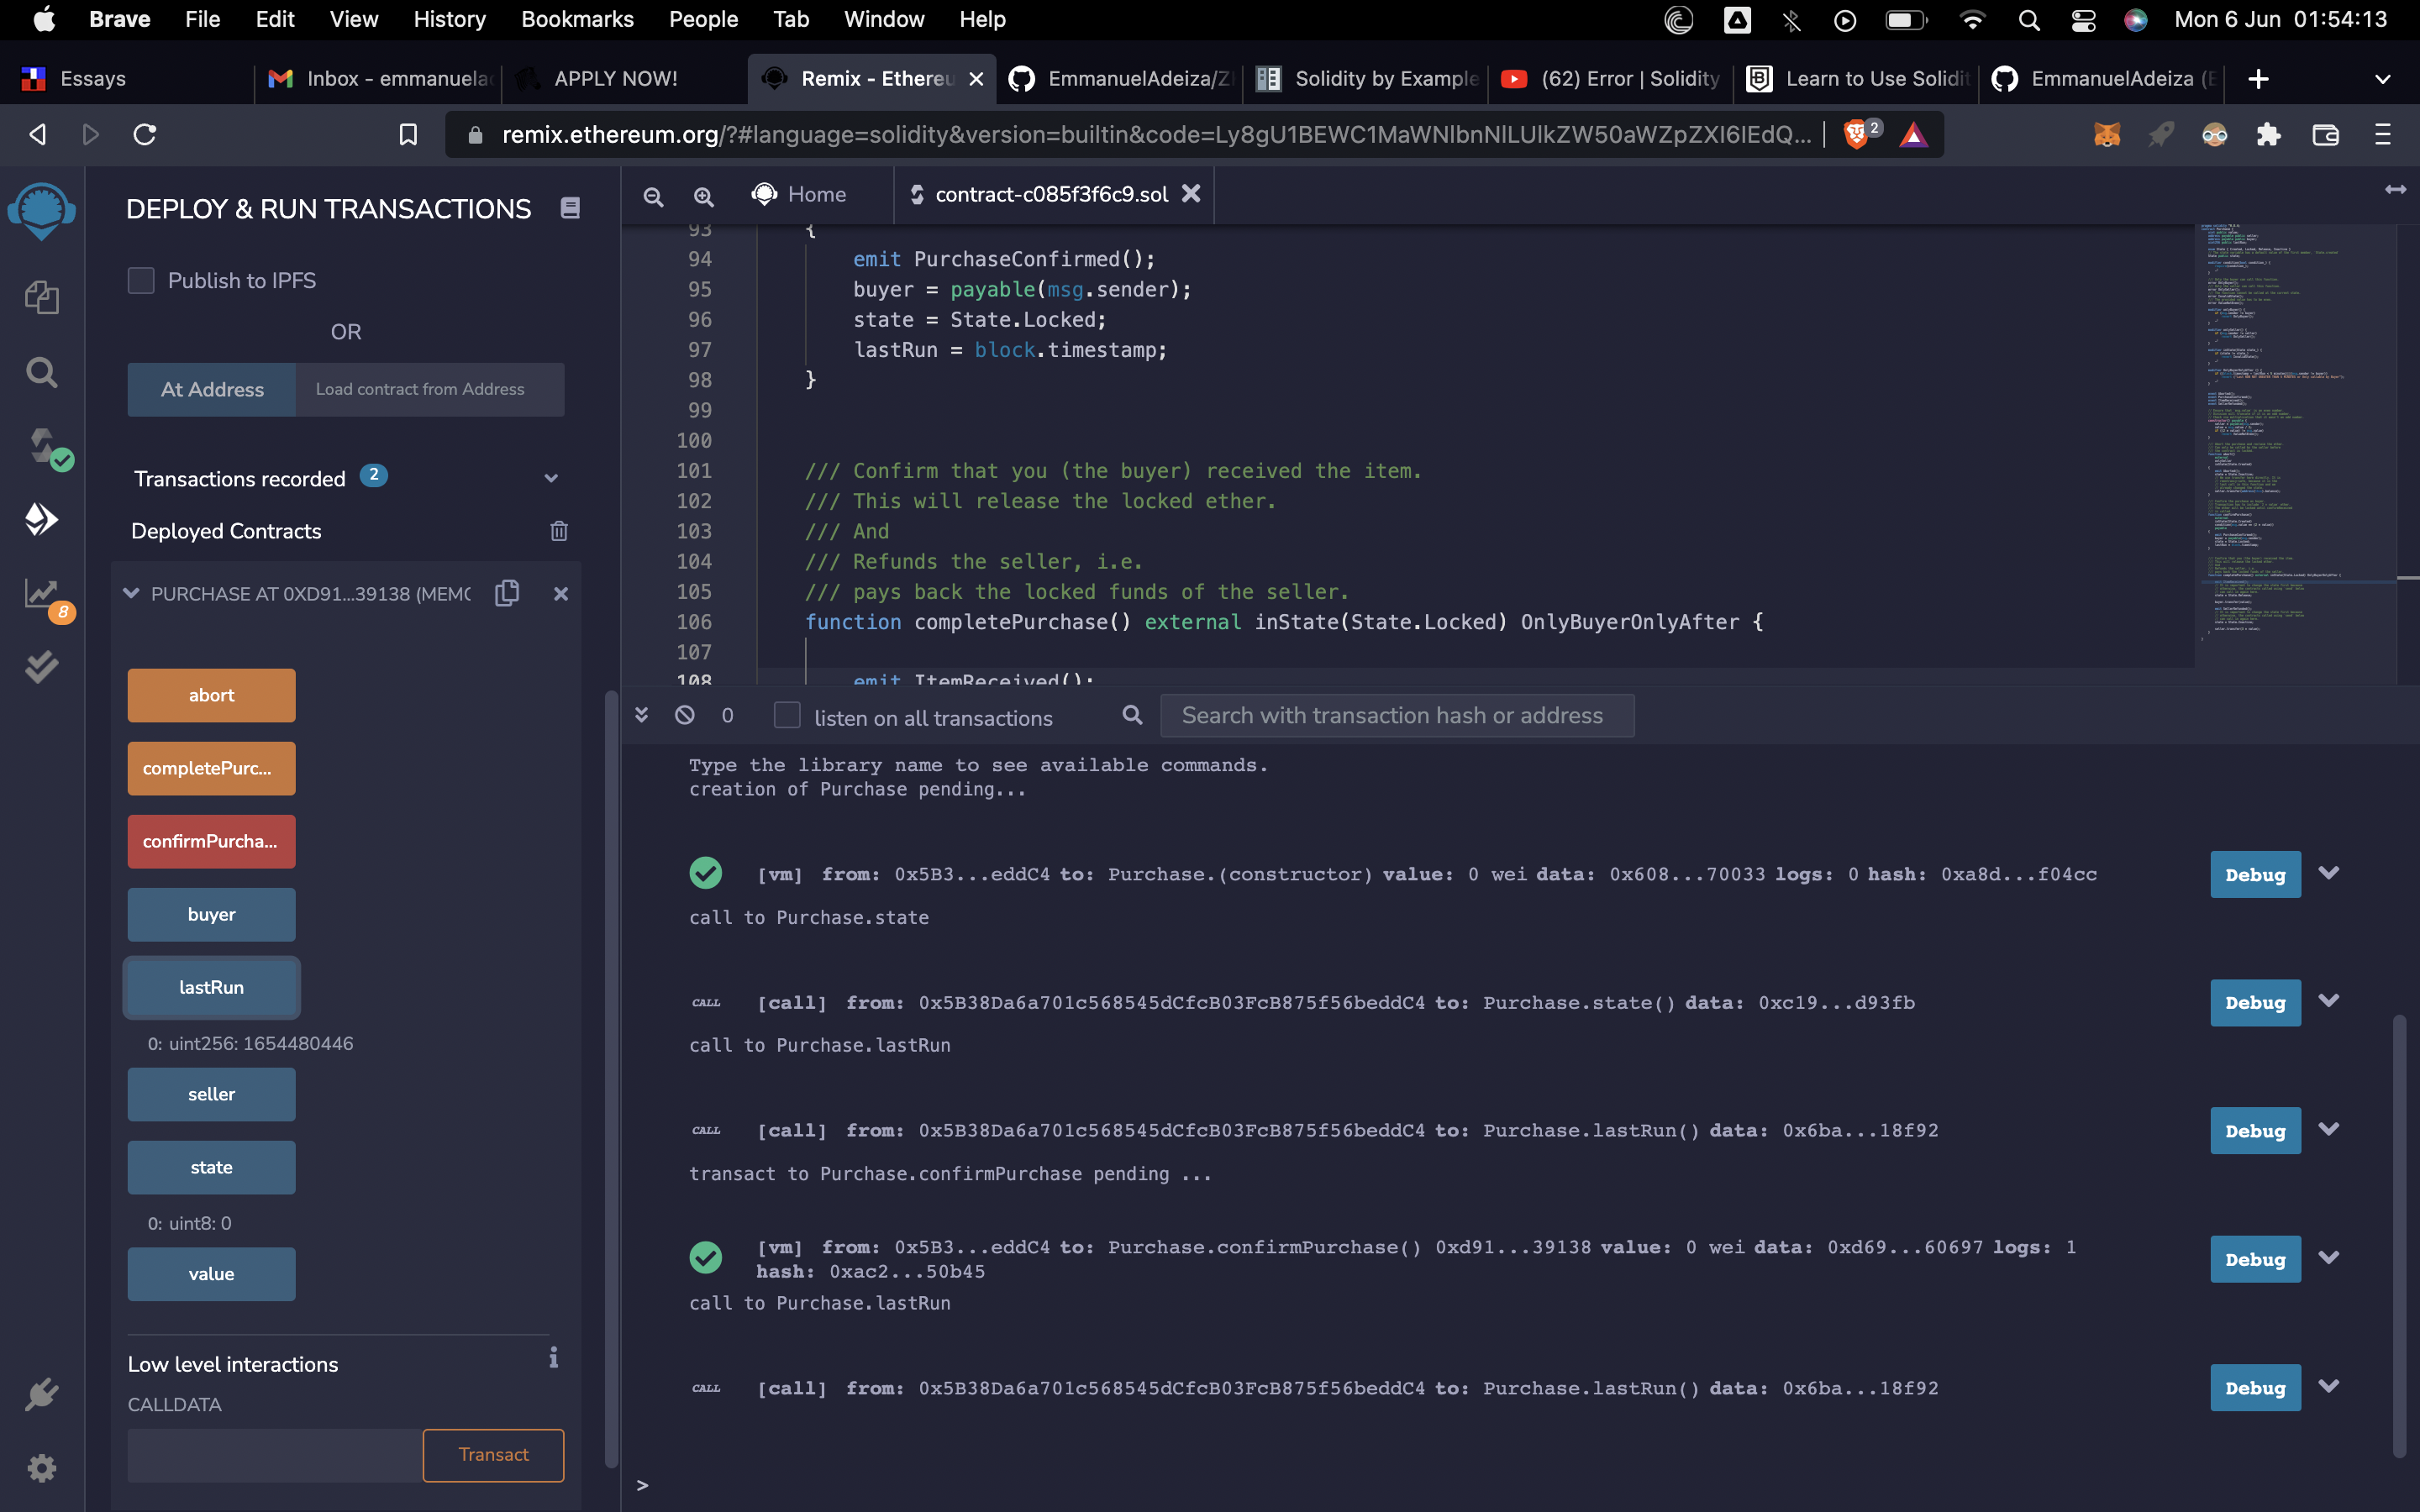 Brave File Edit View History Bookmarks People Tab Window Help Mon 6 Jun 01:54:13
Essays
Inbox - emmanuelad
APPLY NOW!
Remix - Ethereu
EmmanuelAdeiza/Z
Solidity by Example
(62) Error | Solidity
Learn to Use Solidit
EmmanuelAdeiza (E
remix.ethereum.org/?#language=solidity&version=builtin&code=Ly8gU1BEWC1MaWNlbnNlLUlkZW50aWZpZXI6IEdQ...
2
DEPLOY & RUN TRANSACTIONS
Publish to IPFS
OR
At Address
Load contract from Address
Transactions recorded 2
Deployed Contracts
PURCHASE AT 0XD91...39138 (MEMO
8
abort
completePurc...
confirmPurcha...
buyer
lastRun
0: uint256: 1654480446
seller
state
0: uint8: 0
value
Low level interactions
CALLDATA
Transact
Home
contract-c085f3f6c9.sol
93 {
94 emit PurchaseConfirmed();
95 buyer = payable(msg.sender);
96 state = State.Locked;
97 lastRun = block.timestamp;
98 }
99
100
101 /// Confirm that you (the buyer) received the item.
102 /// This will release the locked ether.
103 /// And
104 /// Refunds the seller, i.e.
105 /// pays back the locked funds of the seller.
106 function completePurchase() external inState(State.Locked) OnlyBuyerOnlyAfter {
107
108 emit ItemReceived();
0
listen on all transactions
Search with transaction hash or address
Type the library name to see available commands.
creation of Purchase pending...
[vm] from: 0x5B3...eddC4 to: Purchase.(constructor) value: 0 wei data: 0x608...70033 logs: 0 hash: 0xa8d...f04cc
Debug
call to Purchase.state
CALL [call] from: 0x5B38Da6a701c568545dCfcB03FcB875f56beddC4 to: Purchase.state() data: 0xc19...d93fb
Debug
call to Purchase.lastRun
CALL [call] from: 0x5B38Da6a701c568545dCfcB03FcB875f56beddC4 to: Purchase.lastRun() data: 0x6ba...18f92
Debug
transact to Purchase.confirmPurchase pending ...
[vm] from: 0x5B3...eddC4 to: Purchase.confirmPurchase() 0xd91...39138 value: 0 wei data: 0xd69...60697 logs: 1
hash: 0xac2...50b45
Debug
call to Purchase.lastRun
CALL [call] from: 0x5B38Da6a701c568545dCfcB03FcB875f56beddC4 to: Purchase.lastRun() data: 0x6ba...18f92
Debug
>